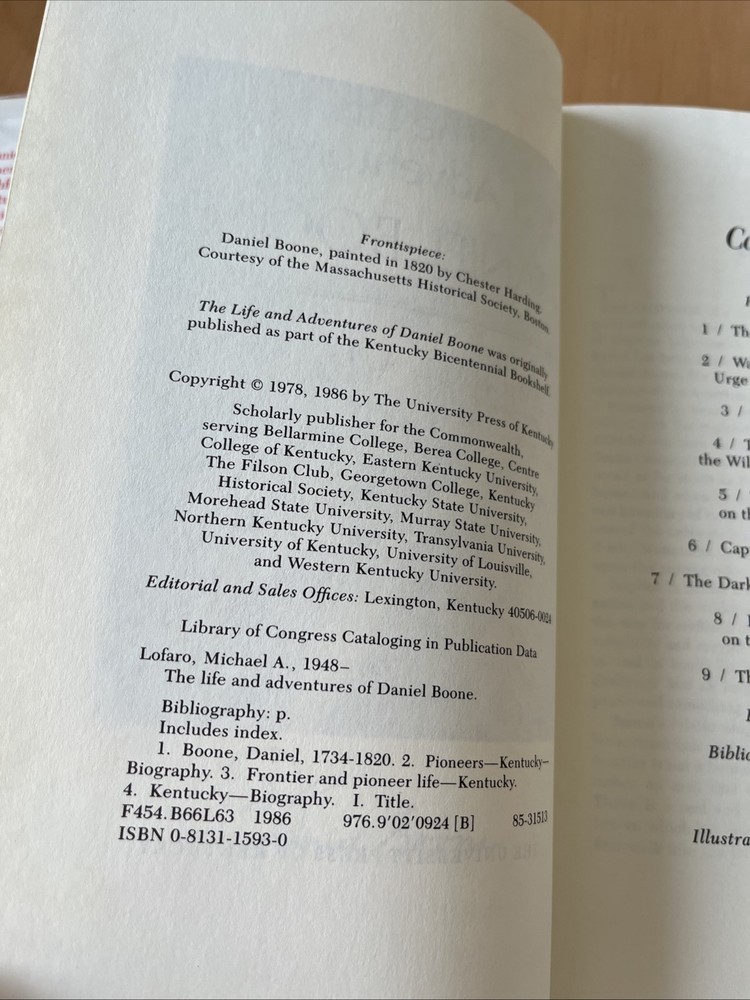 Frontispiece:
Daniel Boone, painted in 1820 by Chester Harding.
Courtesy of the Massachusetts Historical Society, Boston.
The Life and Adventures of Daniel Boone was originally
published as part of the Kentucky Bicentennial Bookshelf.
Copyright © 1978, 1986 by The University Press of Kentucky
Scholarly publisher for the Commonwealth,
serving Bellarmine College, Berea College, Centre
College of Kentucky, Eastern Kentucky University,
The Filson Club, Georgetown College, Kentucky
Historical Society, Kentucky State University,
Morehead State University, Murray State University,
Northern Kentucky University, Transylvania University,
University of Kentucky, University of Louisville,
and Western Kentucky University.
Editorial and Sales Offices: Lexington, Kentucky 40506-0024
Library of Congress Cataloging in Publication Data
Lofaro, Michael A., 1948–
The life and adventures of Daniel Boone.
Bibliography: p.
Includes index.
1. Boone, Daniel, 1734-1820. 2. Pioneers—Kentucky—
Biography. 3. Frontier and pioneer life—Kentucky.
4. Kentucky—Biography. I. Title.
F454.B66L63 1986 976.9'02'0924 [B] 85-31513
ISBN 0-8131-1593-0
1 / Th
2 /
Urge
3 /
4 / T
the Wil
5 /
on th
6 / Cap
7 / The Dark
8 /
on t
9 / Th
Biblio
Illustra